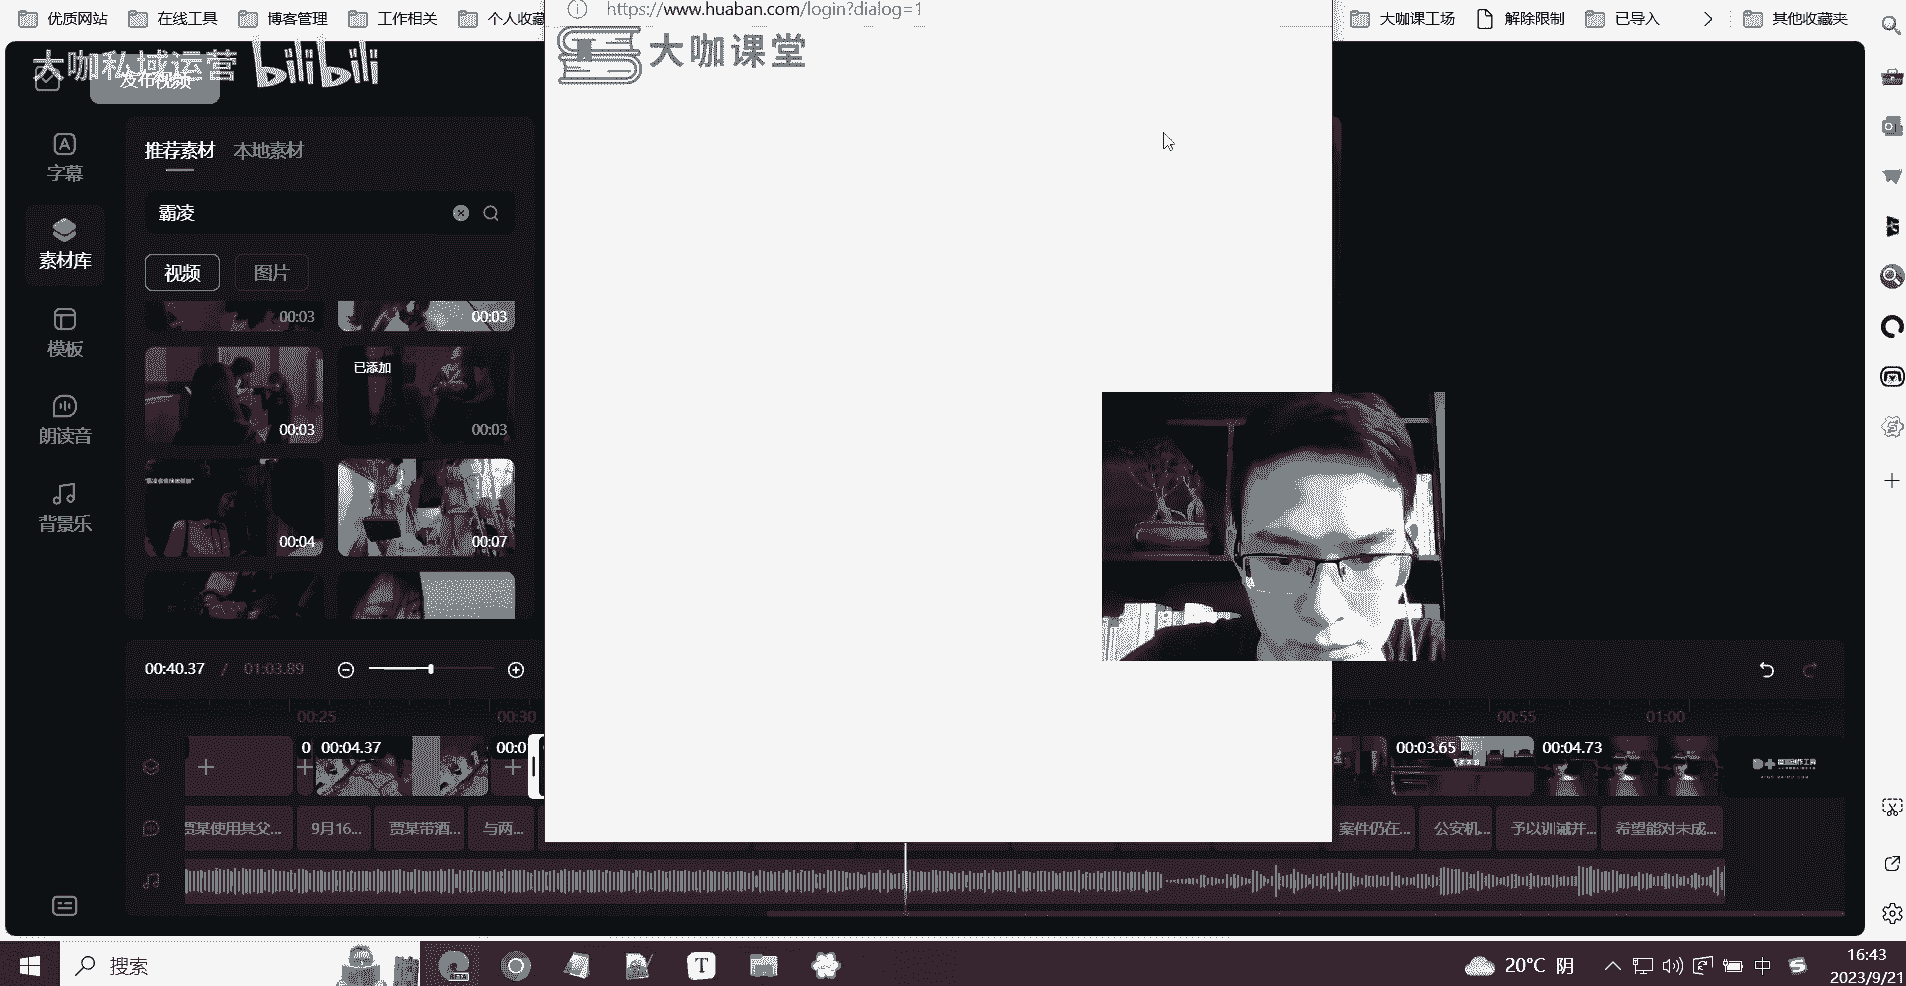 优质网站
在线工具
博客管理
工作相关
个人收藏
https://www.huaban.com/login?dialog=1
大咖课工场
解除限制
已导入
其他收藏夹
大咖私域运营
bilibili
发布视频
大咖课堂
字幕
素材库
模板
朗读音
背景乐
推荐素材 本地素材
霸凌
视频
图片
00:03
00:03
00:03
已添加
00:03
00:04
00:07
00:40.37 / 01:03.89
00:25
00:30
00:55
01:00
0
00:04.37
00:0
00:03.65
00:04.73
贾某使用其父...
9月16...
贾某带酒...
与两...
案件仍在...
公安机...
予以训诫并...
希望能对未成...
搜索
BETA
T
20°C 阴
中
16:43
2023/9/21